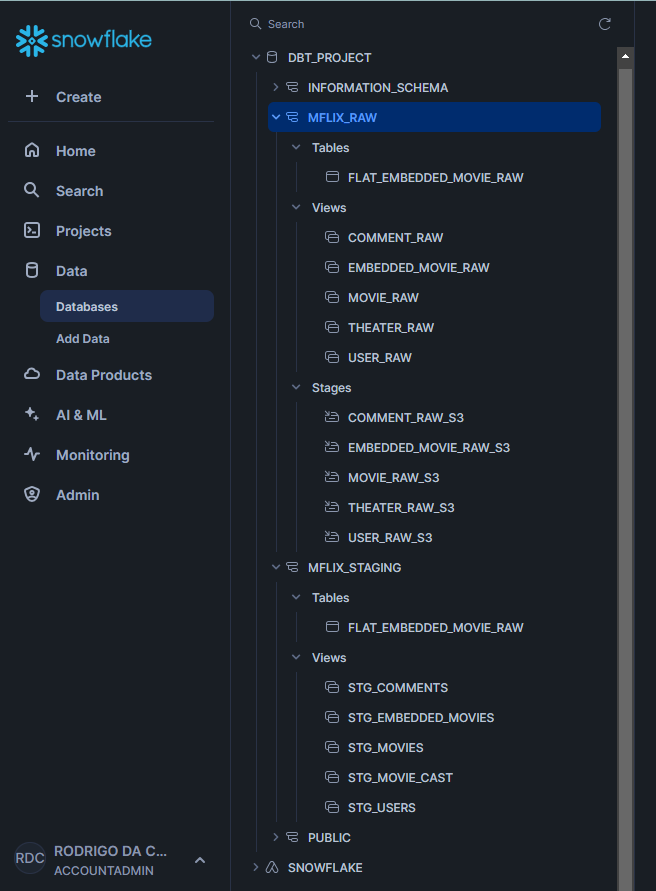 snowflake
Create
Home
Search
Projects
Data
Databases
Add Data
Data Products
AI & ML
Monitoring
Admin
RDC
RODRIGO DA C...
ACCOUNTADMIN
Search
DBT_PROJECT
INFORMATION_SCHEMA
MFLIX_RAW
Tables
FLAT_EMBEDDED_MOVIE_RAW
Views
COMMENT_RAW
EMBEDDED_MOVIE_RAW
MOVIE_RAW
THEATER_RAW
USER_RAW
Stages
COMMENT_RAW_S3
EMBEDDED_MOVIE_RAW_S3
MOVIE_RAW_S3
THEATER_RAW_S3
USER_RAW_S3
MFLIX_STAGING
Tables
FLAT_EMBEDDED_MOVIE_RAW
Views
STG_COMMENTS
STG_EMBEDDED_MOVIES
STG_MOVIES
STG_MOVIE_CAST
STG_USERS
PUBLIC
SNOWFLAKE